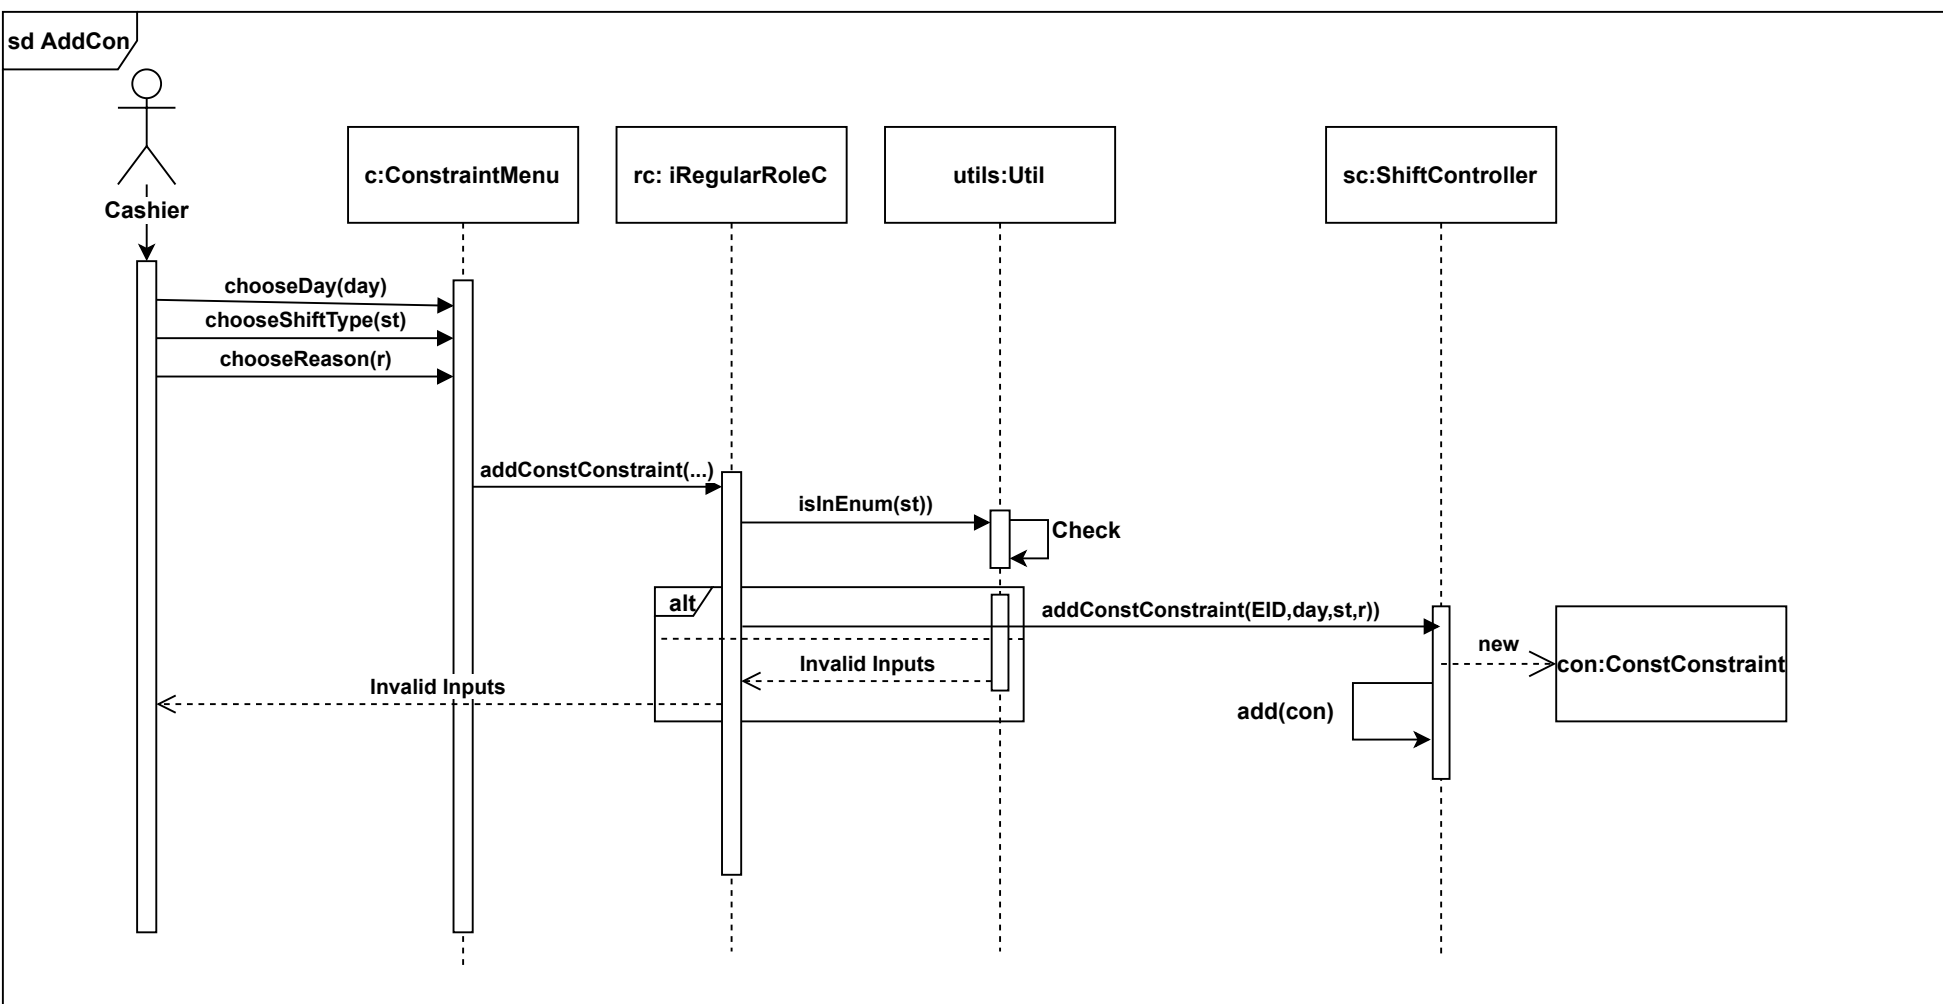 sd AddCon
Cashier
c:ConstraintMenu
rc: iRegularRoleC
utils:Util
sc:ShiftController
chooseDay(day)
chooseShiftType(st)
chooseReason(r)
addConstConstraint(...)
isInEnum(st))
Check
alt
addConstConstraint(EID,day,st,r))
new
con:ConstConstraint
Invalid Inputs
Invalid Inputs
add(con)